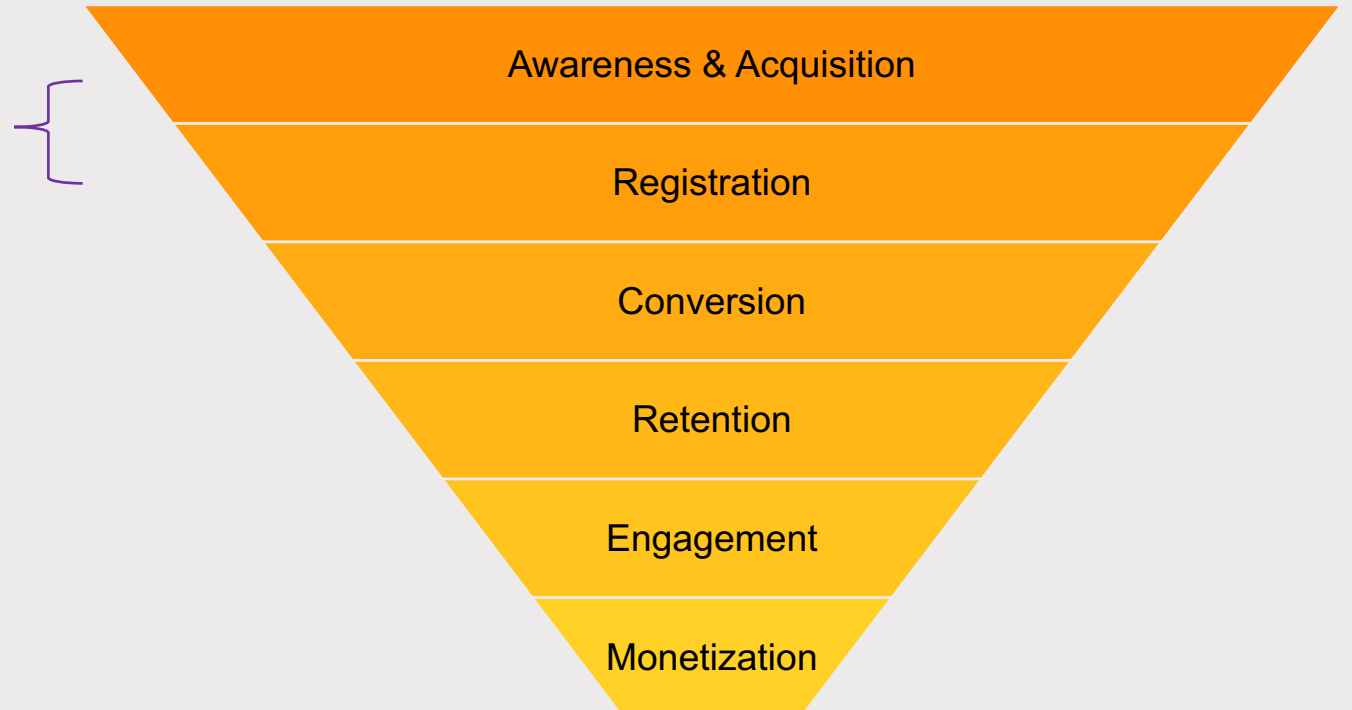 Awareness & Acquisition
Registration
Conversion
Retention
Engagement
Monetization